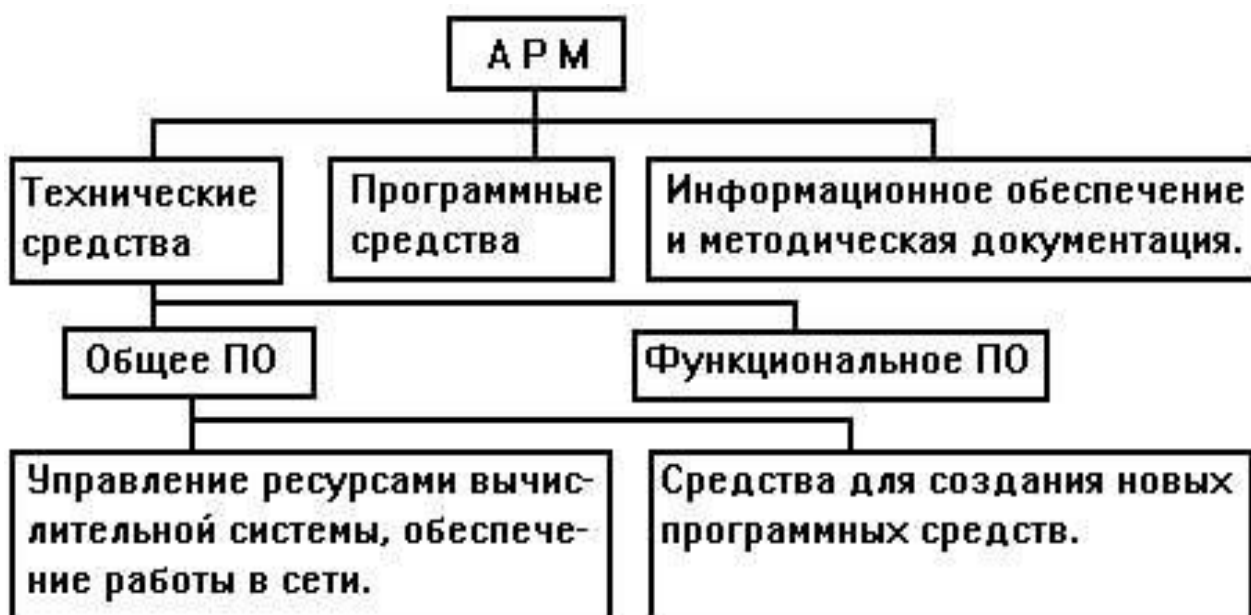 А Р М
Технические
средства
Программные
средства
Информационное обеспечение
и методическая документация.
Общее ПО
Функциональное ПО
Управление ресурсами вычис-
лительной системы, обеспече-
ние работы в сети.
Средства для создания новых
программных средств.